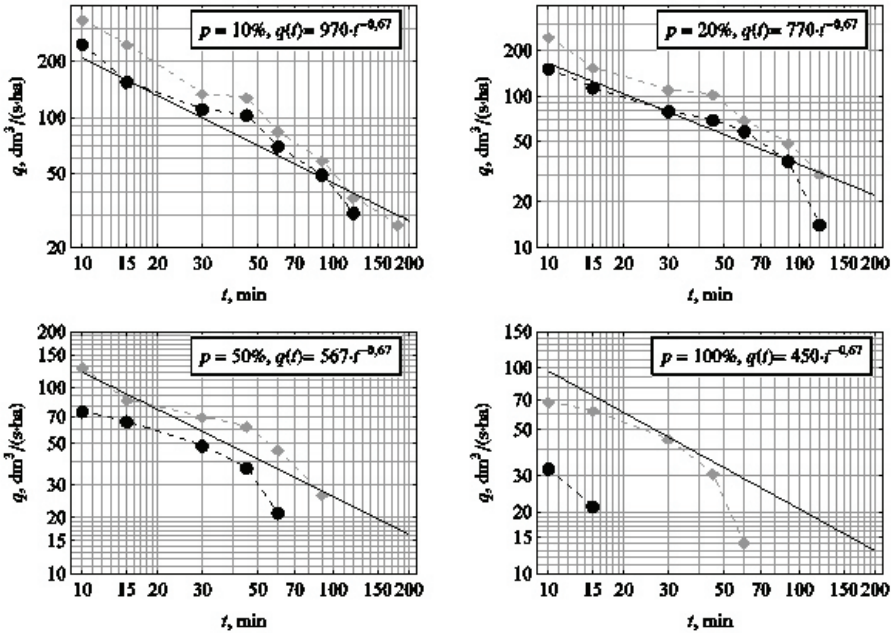 p = 10%, q(t)= 970·t⁻⁰,⁶⁷
q, dm³/(s·ha)
200
100
50
20
10 15 20 30 50 70 100 150 200
t, min
p = 20%, q(t)= 770·t⁻⁰,⁶⁷
q, dm³/(s·ha)
200
100
50
20
10
10 15 20 30 50 70 100 150 200
t, min
p = 50%, q(t)= 567·t⁻⁰,⁶⁷
q, dm³/(s·ha)
200
150
100
70
50
30
20
15
10
10 15 20 30 50 70 100 150 200
t, min
p = 100%, q(t)= 450·t⁻⁰,⁶⁷
q, dm³/(s·ha)
150
100
70
50
30
20
15
10
10 15 20 30 50 70 100 150 200
t, min